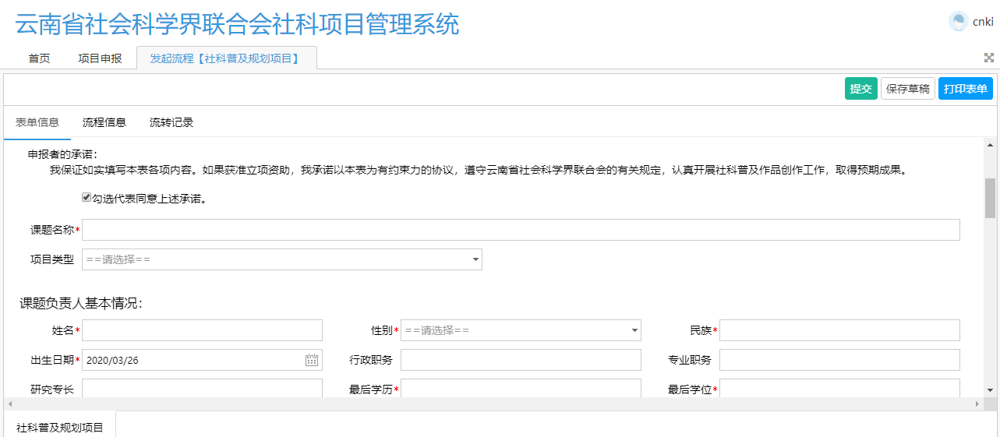 云南省社会科学界联合会社科项目管理系统
cnki
首页 项目申报 发起流程【社科普及规划项目】
提交 保存草稿 打印表单
表单信息 流程信息 流转记录
申报者的承诺：
我保证如实填写本表各项内容。如果获准立项资助，我承诺以本表为有约束力的协议，遵守云南省社会科学界联合会的有关规定，认真开展社科普及作品创作工作，取得预期成果。
勾选代表同意上述承诺。
课题名称*
项目类型 ==请选择==
课题负责人基本情况：
姓名* 性别* ==请选择== 民族*
出生日期* 2020/03/26 行政职务 专业职务
研究专长 最后学历* 最后学位*
社科普及规划项目